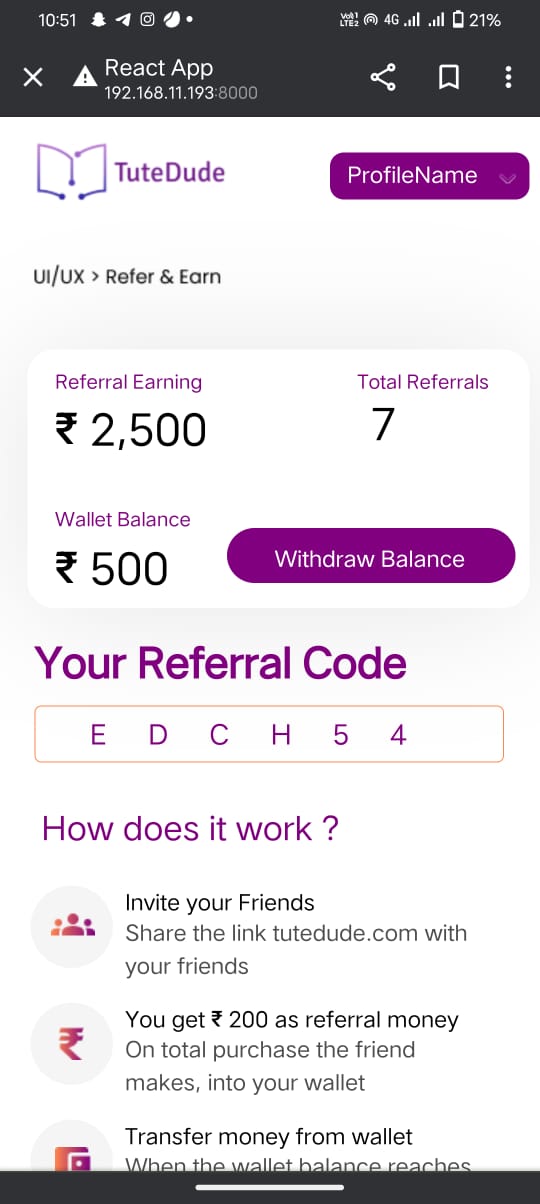 10:51
Vo))1 LTE2 4G 21%
React App
192.168.11.193:8000
TuteDude
ProfileName
UI/UX > Refer & Earn
Referral Earning
Total Referrals
₹ 2,500
7
Wallet Balance
₹ 500
Withdraw Balance
Your Referral Code
E D C H 5 4
How does it work ?
Invite your Friends
Share the link tutedude.com with
your friends
You get ₹ 200 as referral money
On total purchase the friend
makes, into your wallet
Transfer money from wallet
When the wallet balance reaches